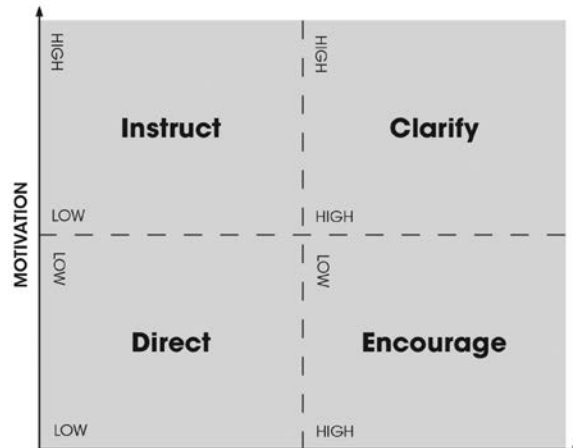 HIGH
HIGH
Instruct
Clarify
LOW
HIGH
MOTIVATION
LOW
LOW
Direct
Encourage
LOW
HIGH